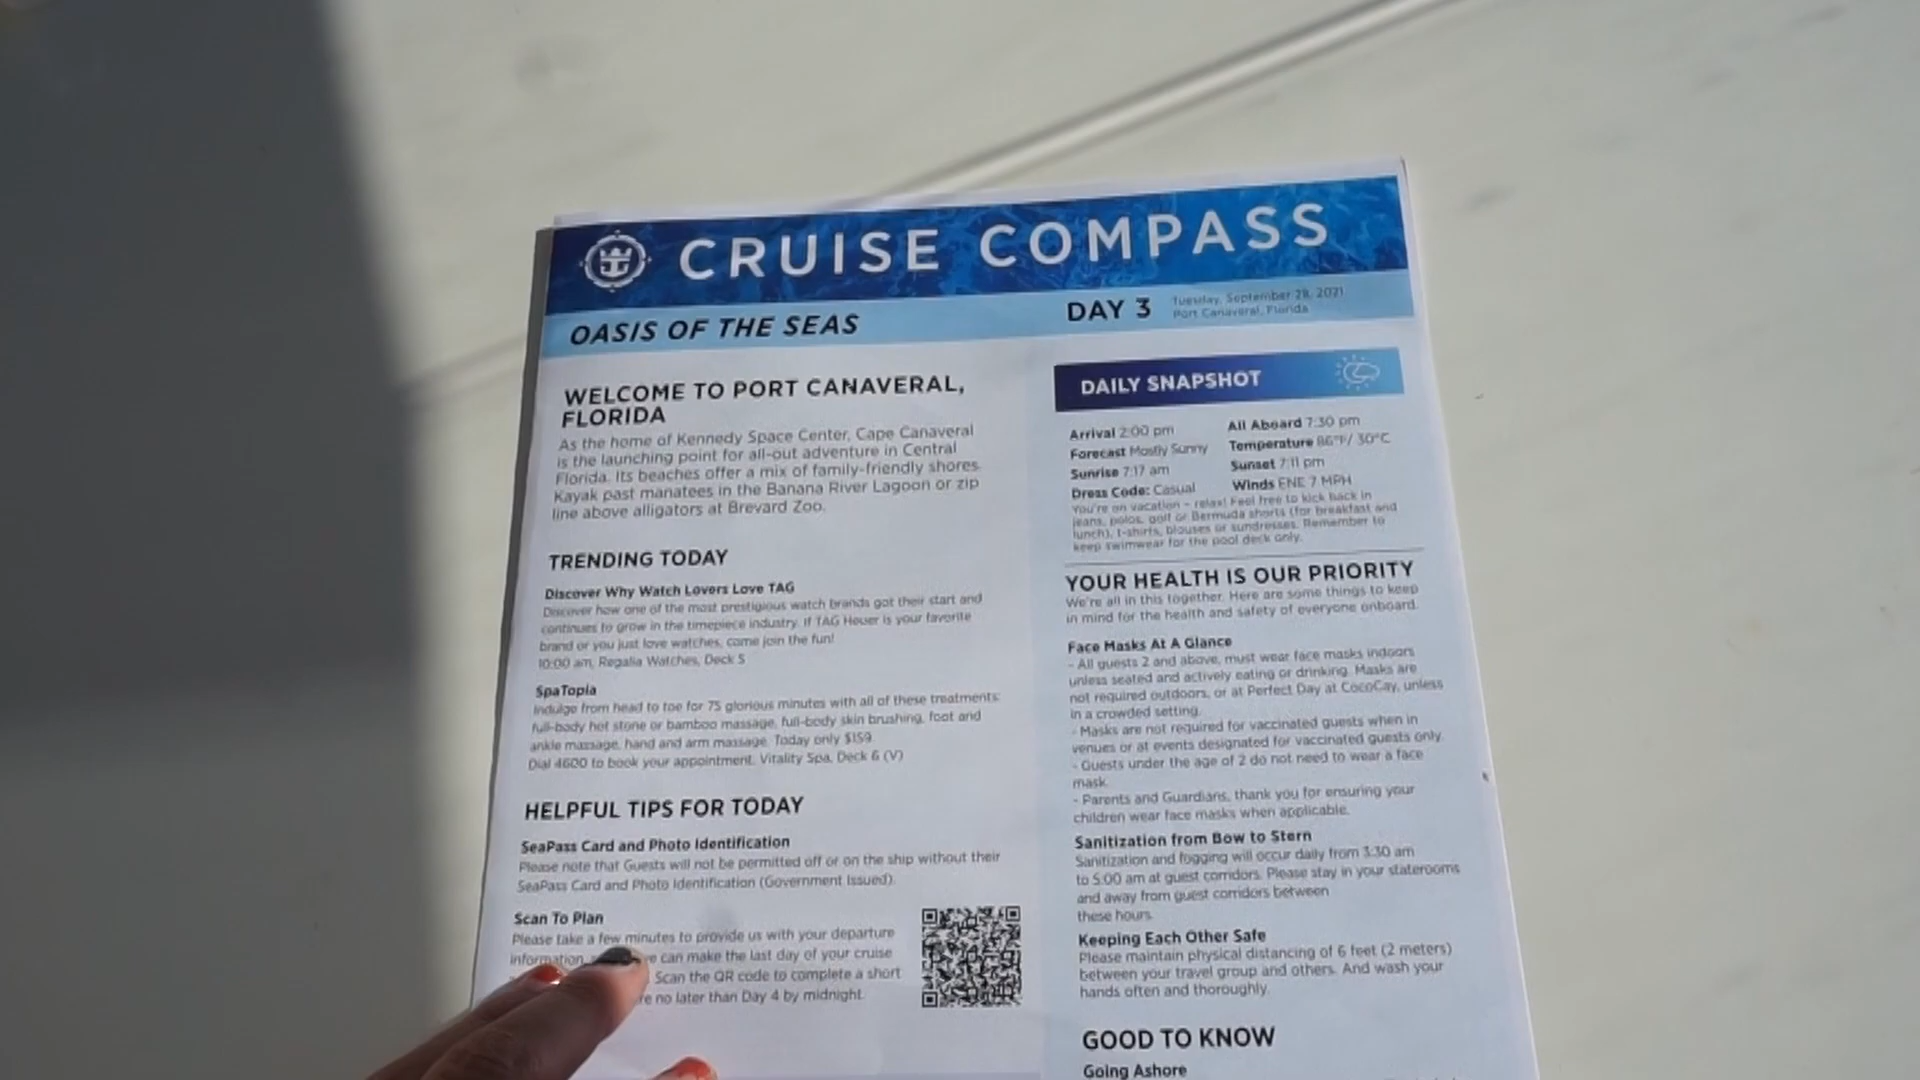 CRUISE COMPASS
OASIS OF THE SEAS
DAY 3
Tuesday, September 28, 2021
Port Canaveral, Florida
WELCOME TO PORT CANAVERAL,
FLORIDA
As the home of Kennedy Space Center, Cape Canaveral
is the launching point for all-out adventure in Central
Florida. Its beaches offer a mix of family-friendly shores.
Kayak past manatees in the Banana River Lagoon or zip
line above alligators at Brevard Zoo.
TRENDING TODAY
Discover Why Watch Lovers Love TAG
Discover how one of the most prestigious watch brands got their start and
continues to grow in the timepiece industry. If TAG Heuer is your favorite
brand or you just love watches, come join the fun!
10:00 am, Regalia Watches, Deck 5
SpaTopia
Indulge from head to toe for 75 glorious minutes with all of these treatments:
full-body hot stone or bamboo massage, full-body skin brushing, foot and
ankle massage, hand and arm massage. Today only $159.
Dial 4600 to book your appointment. Vitality Spa, Deck 6 (V)
HELPFUL TIPS FOR TODAY
SeaPass Card and Photo Identification
Please note that Guests will not be permitted off or on the ship without their
SeaPass Card and Photo Identification (Government Issued).
Scan To Plan
Please take a few minutes to provide us with your departure
information, we can make the last day of your cruise
Scan the QR code to complete a short
no later than Day 4 by midnight.
DAILY SNAPSHOT
Arrival 2:00 pm
All Aboard 7:30 pm
Forecast Mostly Sunny
Temperature 86°F/ 30°C
Sunrise 7:17 am
Sunset 7:11 pm
Dress Code: Casual
Winds ENE 7 MPH
You're on vacation – relax! Feel free to kick back in
jeans, polos, golf or Bermuda shorts (for breakfast and
lunch), t-shirts, blouses or sundresses. Remember to
keep swimwear for the pool deck only.
YOUR HEALTH IS OUR PRIORITY
We're all in this together. Here are some things to keep
in mind for the health and safety of everyone onboard.
Face Masks At A Glance
- All guests 2 and above, must wear face masks indoors
unless seated and actively eating or drinking. Masks are
not required outdoors, or at Perfect Day at CocoCay, unless
in a crowded setting.
- Masks are not required for vaccinated guests when in
venues or at events designated for vaccinated guests only.
- Guests under the age of 2 do not need to wear a face
mask.
- Parents and Guardians, thank you for ensuring your
children wear face masks when applicable.
Sanitization from Bow to Stern
Sanitization and fogging will occur daily from 3:30 am
to 5:00 am at guest corridors. Please stay in your staterooms
and away from guest corridors between
these hours.
Keeping Each Other Safe
Please maintain physical distancing of 6 feet (2 meters)
between your travel group and others. And wash your
hands often and thoroughly.
GOOD TO KNOW
Going Ashore